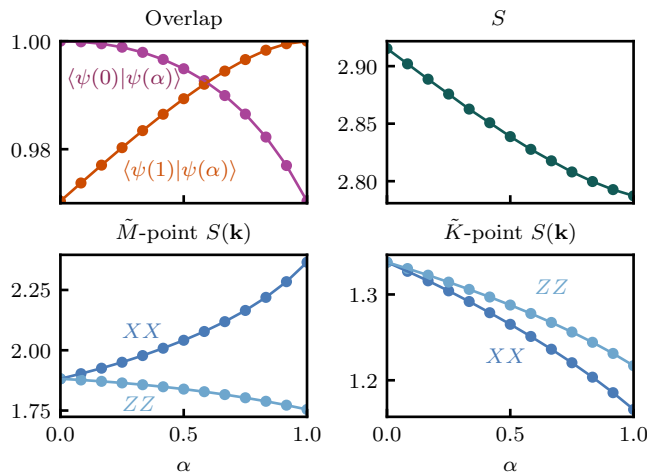 Overlap
1.00
0.98
⟨ψ(0)|ψ(α)⟩
⟨ψ(1)|ψ(α)⟩
S
2.90
2.85
2.80
M̃-point S(k)
2.25
2.00
1.75
XX
ZZ
0.0 0.5 1.0
α
K̃-point S(k)
1.3
1.2
ZZ
XX
0.0 0.5 1.0
α